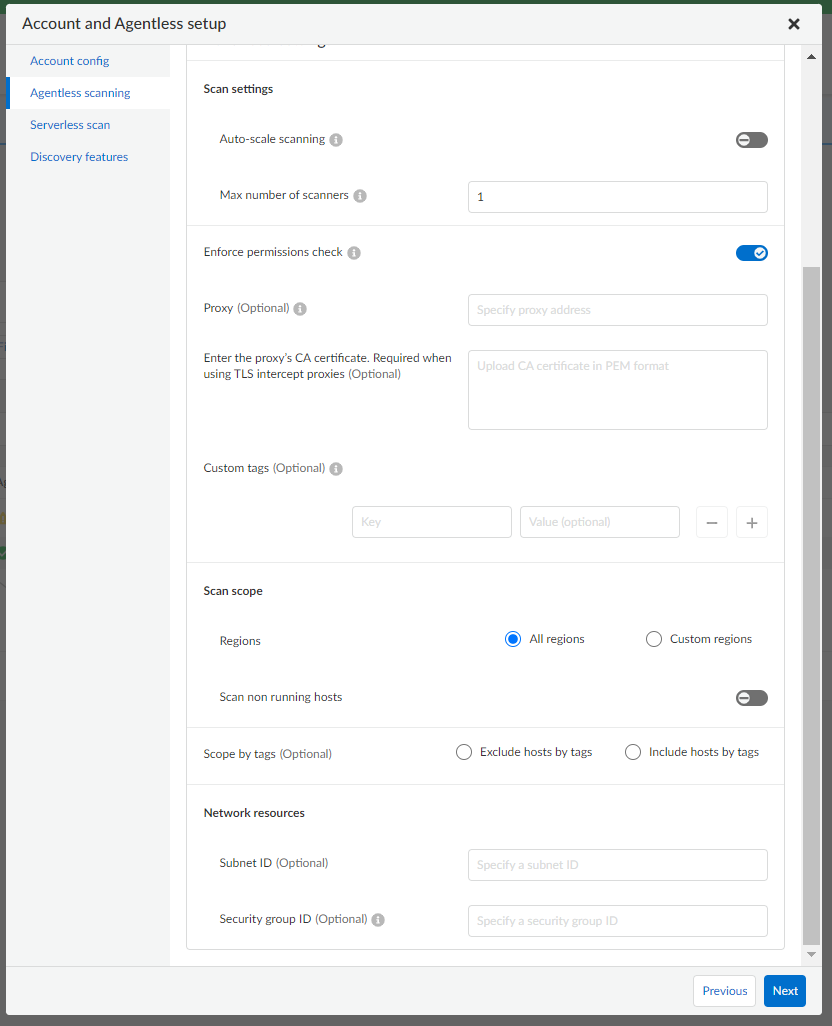 Account and Agentless setup
Account config
Agentless scanning
Serverless scan
Discovery features
Scan settings
Auto-scale scanning
Max number of scanners
1
Enforce permissions check
Proxy (Optional)
Specify proxy address
Enter the proxy's CA certificate. Required when
using TLS intercept proxies (Optional)
Upload CA certificate in PEM format
Custom tags (Optional)
Key
Value (optional)
Scan scope
Regions
All regions
Custom regions
Scan non running hosts
Scope by tags (Optional)
Exclude hosts by tags
Include hosts by tags
Network resources
Subnet ID (Optional)
Specify a subnet ID
Security group ID (Optional)
Specify a security group ID
Previous
Next